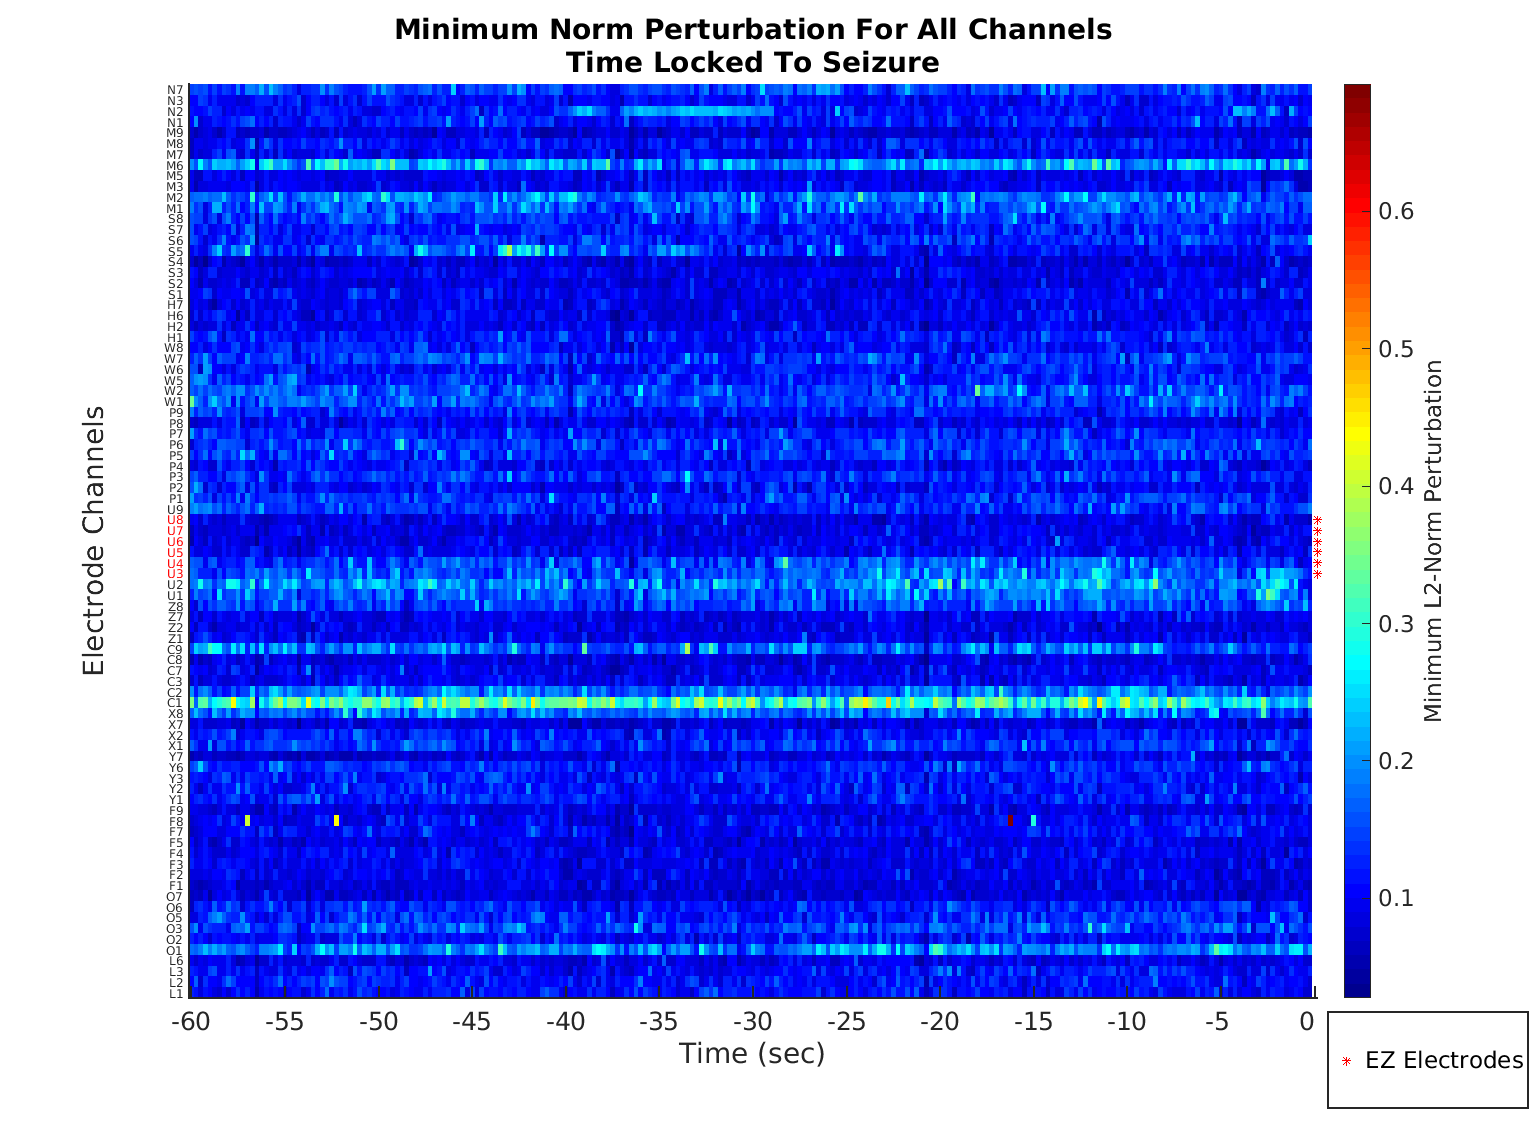 Minimum Norm Perturbation For All Channels
Time Locked To Seizure
Electrode Channels
N7
N3
N2
N1
M9
M8
M7
M6
M5
M3
M2
M1
S8
S7
S6
S5
S4
S3
S2
S1
H7
H6
H2
H1
W8
W7
W6
W5
W2
W1
P9
P8
P7
P6
P5
P4
P3
P2
P1
U9
U8
U7
U6
U5
U4
U3
U2
U1
Z8
Z7
Z2
Z1
C9
C8
C7
C3
C2
C1
X8
X7
X2
X1
Y7
Y6
Y3
Y2
Y1
F9
F8
F7
F5
F4
F3
F2
F1
O7
O6
O5
O3
O2
O1
L6
L3
L2
L1
-60 -55 -50 -45 -40 -35 -30 -25 -20 -15 -10 -5 0
Time (sec)
0.6
0.5
0.4
0.3
0.2
0.1
Minimum L2-Norm Perturbation
EZ Electrodes